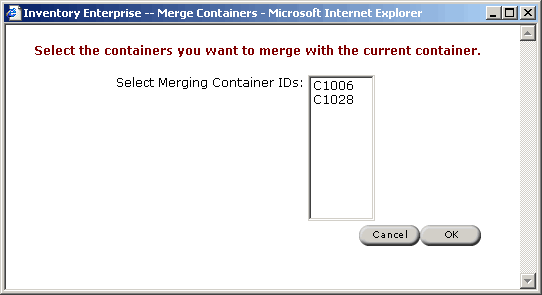 Inventory Enterprise -- Merge Containers - Microsoft Internet Explorer
Select the containers you want to merge with the current container.
Select Merging Container IDs:
C1006
C1028
Cancel OK